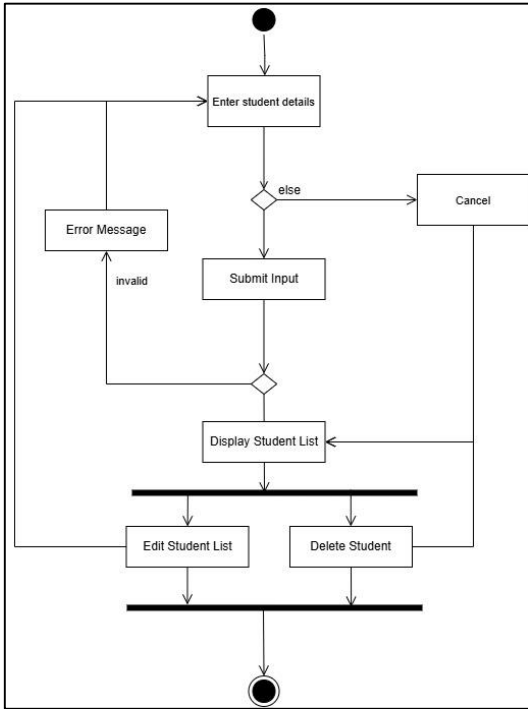 Enter student details
else
Cancel
Error Message
invalid
Submit Input
Display Student List
Edit Student List
Delete Student